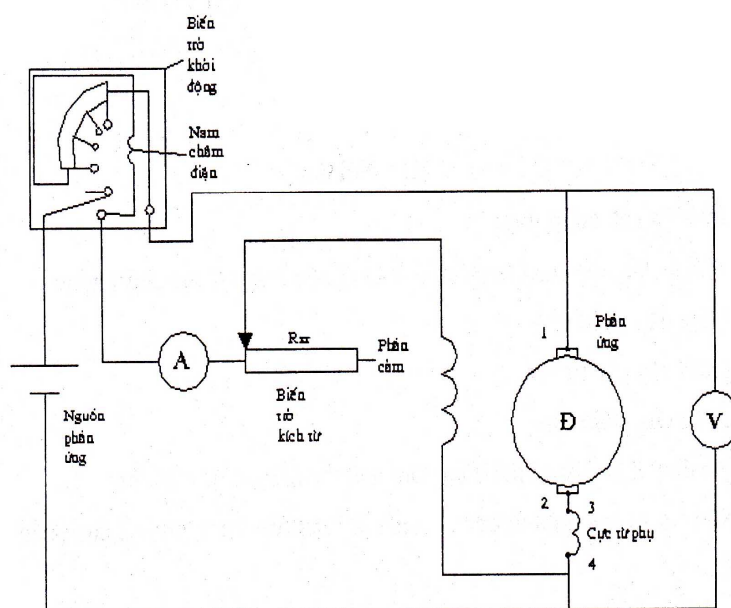 Biến
trở
khởi
động
Nam
châm
điện
1
Phần
ứng
Rkt
Phần
cảm
A
Đ
V
Biến
trở
kích từ
Nguồn
phần
ứng
2
3
Cực từ phụ
4